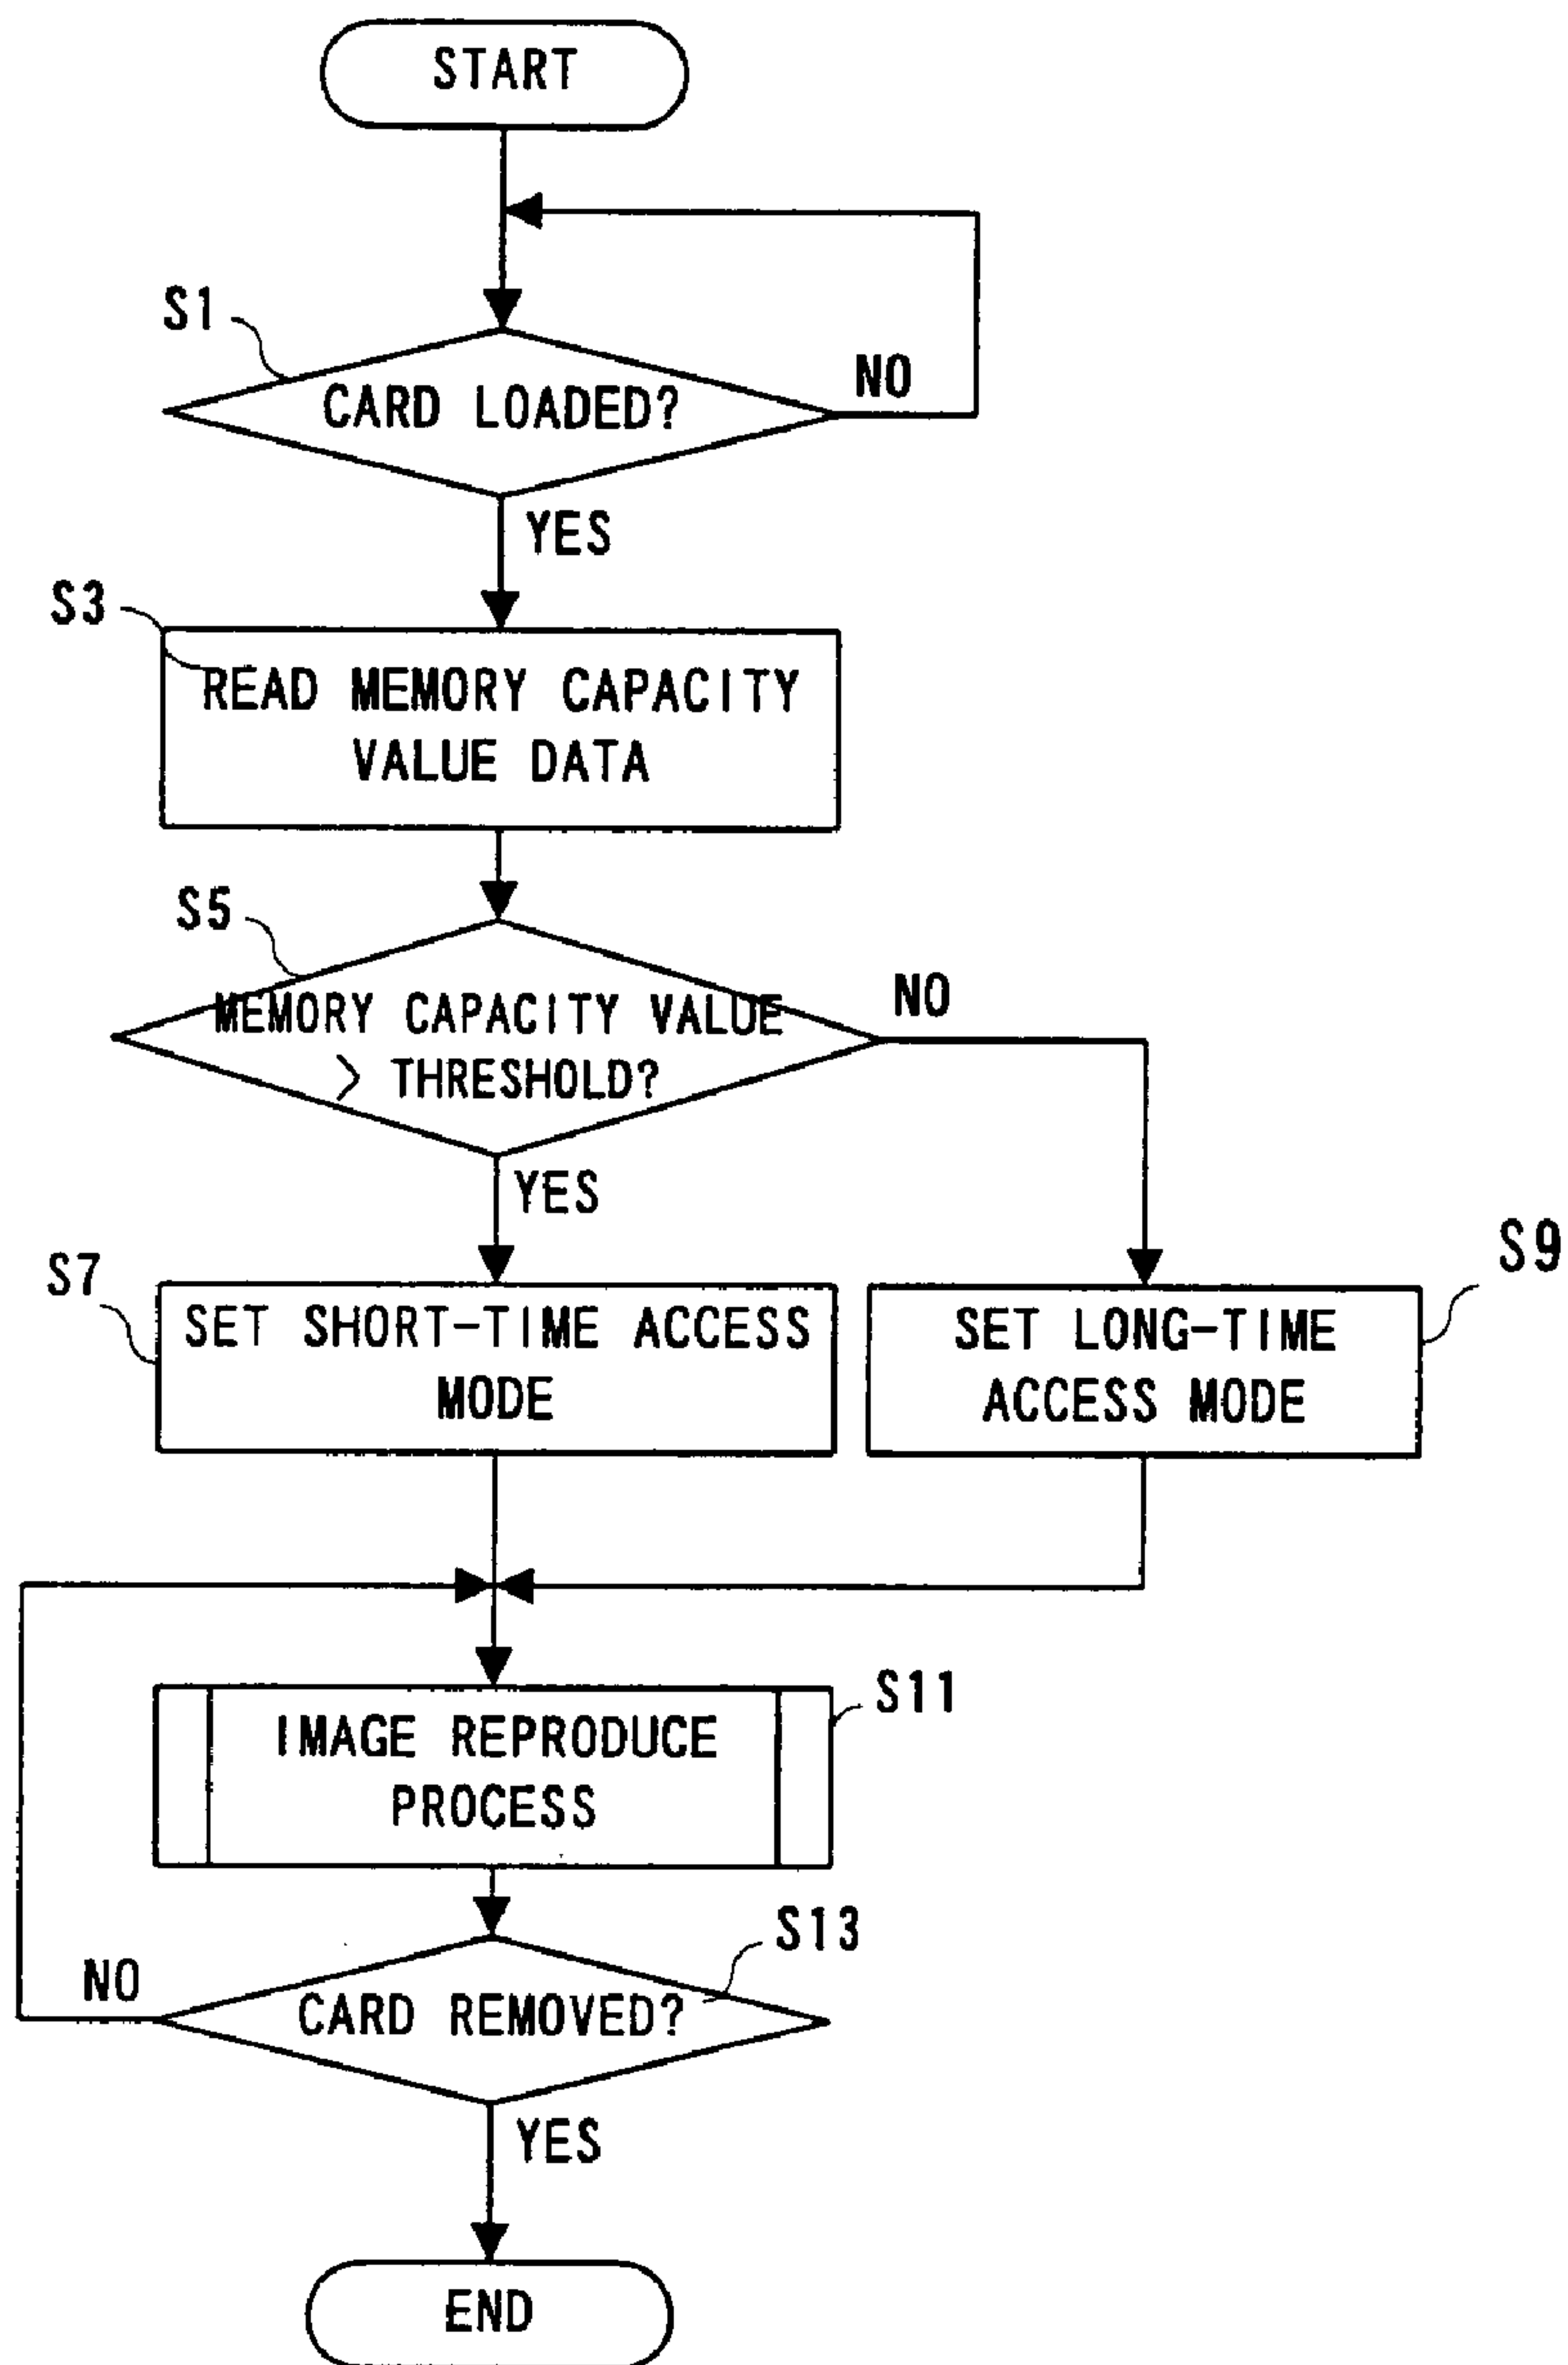 START
S1
CARD LOADED?
NO
YES
S3
READ MEMORY CAPACITY
VALUE DATA
S5
MEMORY CAPACITY VALUE
> THRESHOLD?
NO
YES
S7
SET SHORT-TIME ACCESS
MODE
S9
SET LONG-TIME
ACCESS MODE
S11
IMAGE REPRODUCE
PROCESS
S13
CARD REMOVED?
NO
YES
END